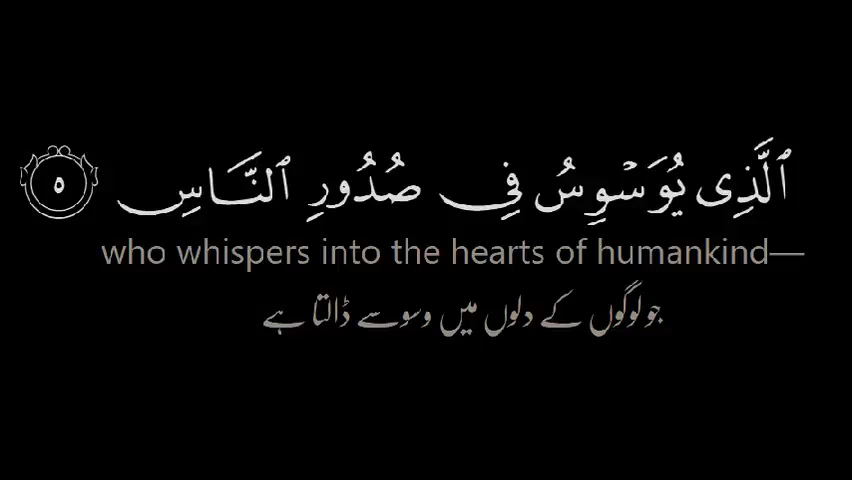 ٱلَّذِى يُوَسْوِسُ فِى صُدُورِ ٱلنَّاسِ ٥
who whispers into the hearts of humankind—
جو لوگوں کے دلوں میں وسوسے ڈالتا ہے